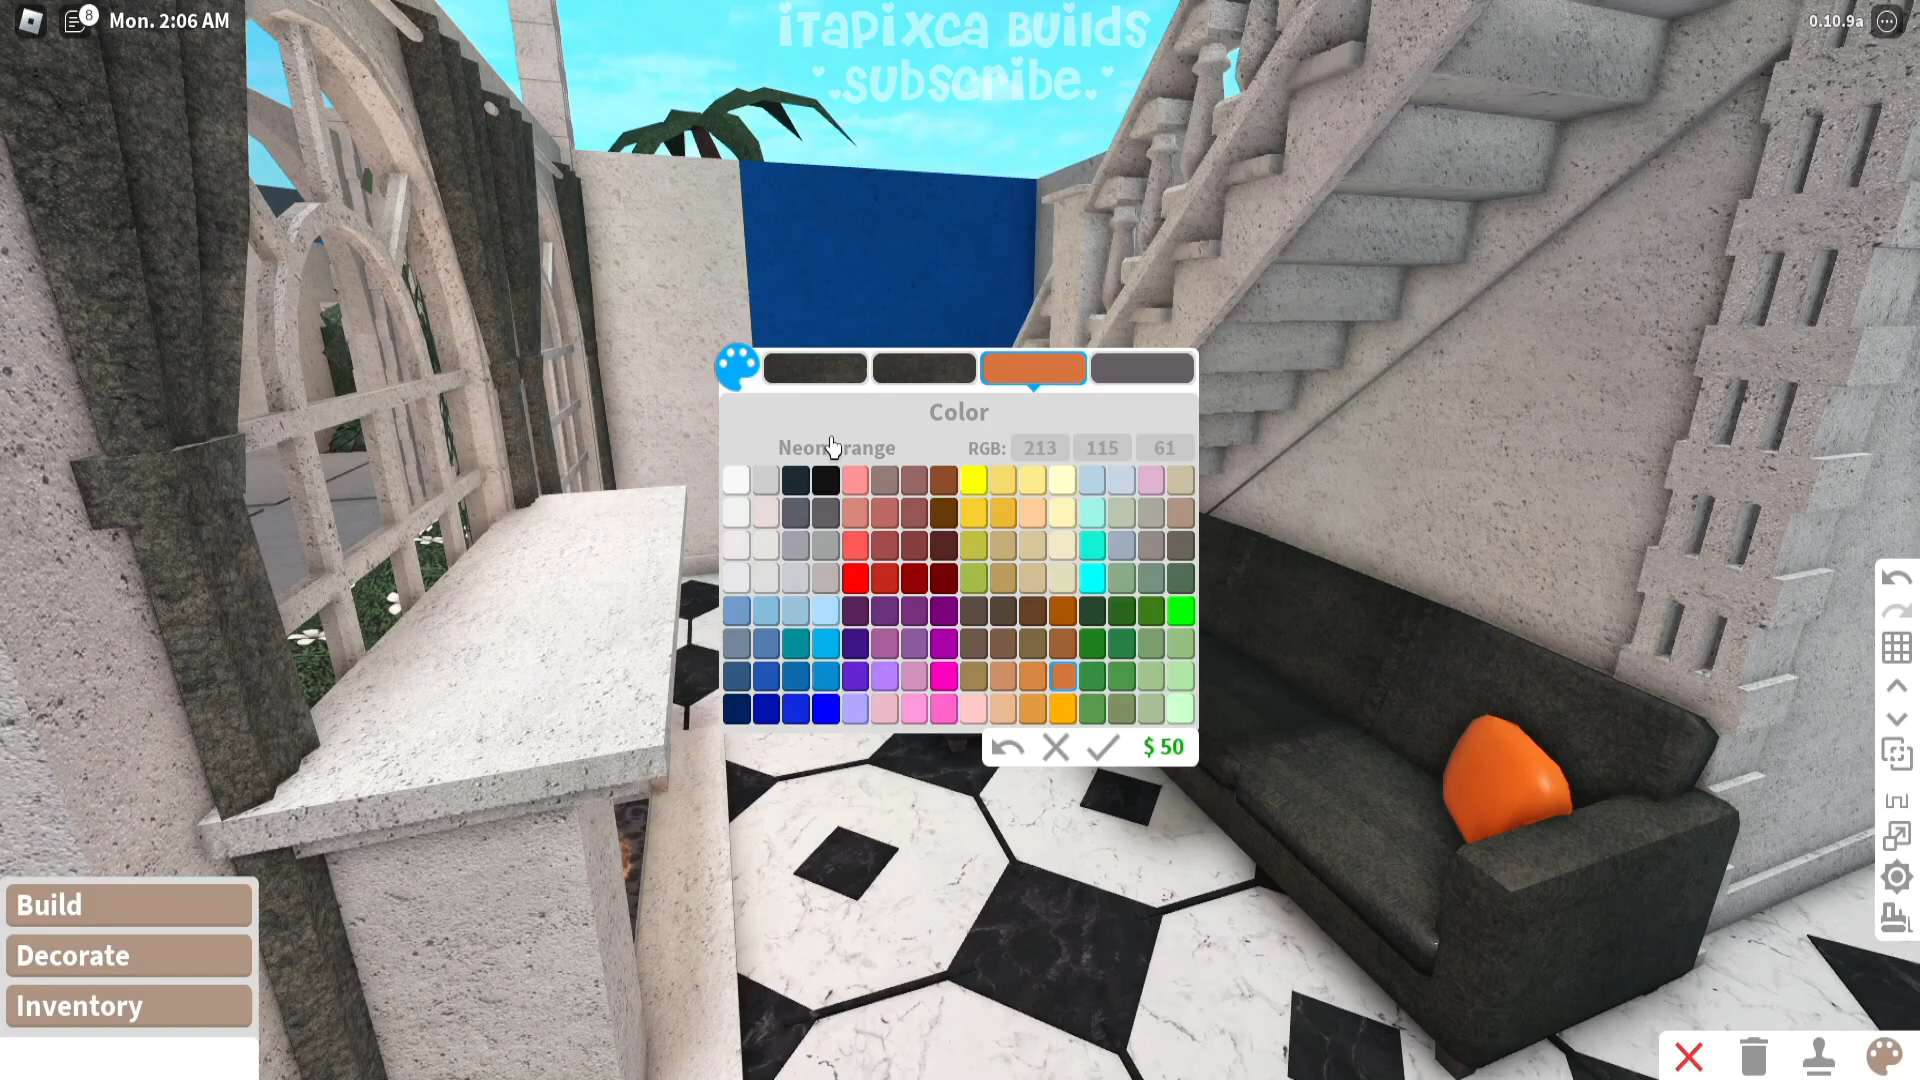 8 Mon. 2:06 AM
iTapixca Builds
.subscribe.
0.10.9a
Color
Neon orange RGB: 213 115 61
$ 50
Build
Decorate
Inventory